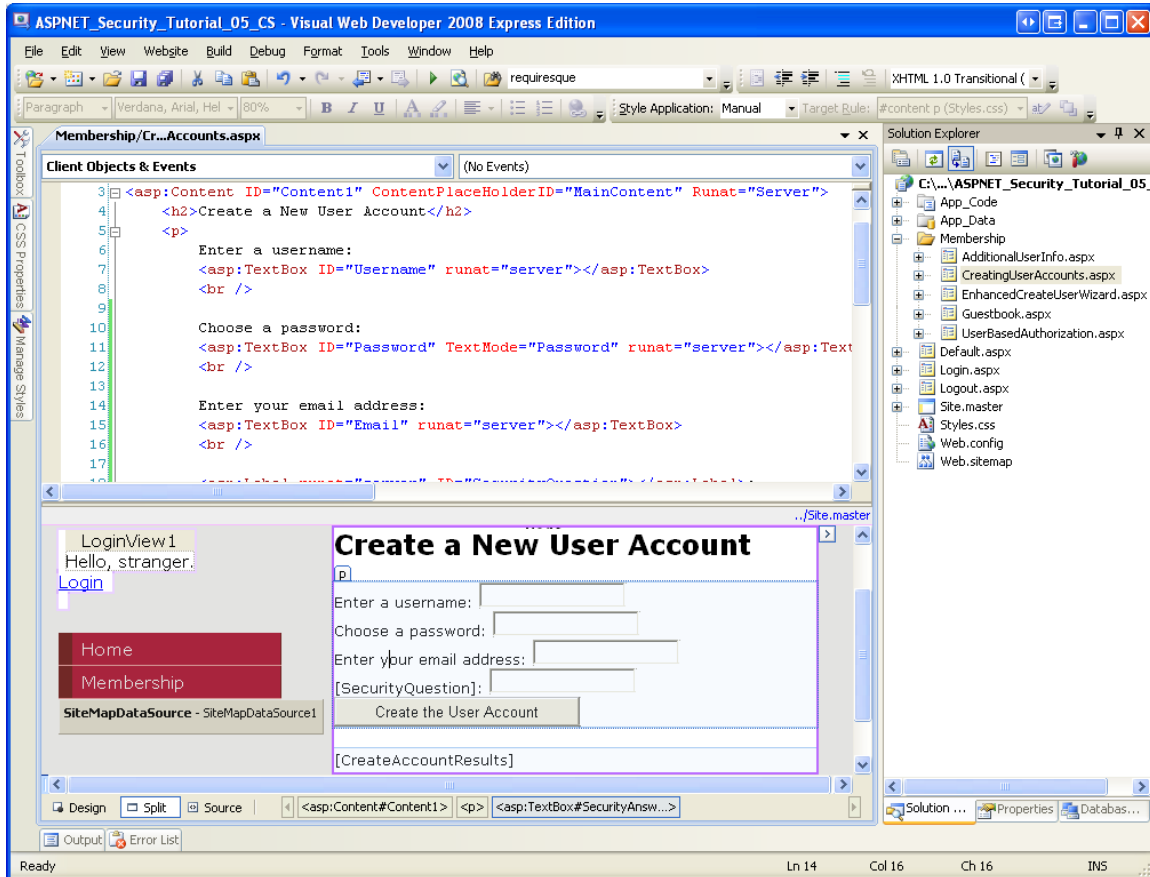 ASPNET_Security_Tutorial_05_CS - Visual Web Developer 2008 Express Edition
File Edit View Website Build Debug Format Tools Window Help
requiresque XHTML 1.0 Transitional (
Paragraph Verdana, Arial, Hel 80% B I U A Style Application: Manual Target Rule: #content p (Styles.css) ab
Toolbox
CSS Properties
Manage Styles
Membership/Cr...Accounts.aspx
Client Objects & Events (No Events)
3 <asp:Content ID="Content1" ContentPlaceHolderID="MainContent" Runat="Server">
4 <h2>Create a New User Account</h2>
5 <p>
6 Enter a username:
7 <asp:TextBox ID="Username" runat="server"></asp:TextBox>
8 <br />
9
10 Choose a password:
11 <asp:TextBox ID="Password" TextMode="Password" runat="server"></asp:Text
12 <br />
13
14 Enter your email address:
15 <asp:TextBox ID="Email" runat="server"></asp:TextBox>
16 <br />
17
../Site.master
LoginView1
Hello, stranger.
Login
Home
Membership
SiteMapDataSource - SiteMapDataSource1
Create a New User Account
p
Enter a username:
Choose a password:
Enter your email address:
[SecurityQuestion]:
Create the User Account
[CreateAccountResults]
Design Split Source <asp:Content#Content1> <p> <asp:TextBox#SecurityAnsw...>
Output Error List
Solution Explorer
C:\...\ASPNET_Security_Tutorial_05_
App_Code
App_Data
Membership
AdditionalUserInfo.aspx
CreatingUserAccounts.aspx
EnhancedCreateUserWizard.aspx
Guestbook.aspx
UserBasedAuthorization.aspx
Default.aspx
Login.aspx
Logout.aspx
Site.master
Styles.css
Web.config
Web.sitemap
Solution ... Properties Databas...
Ready Ln 14 Col 16 Ch 16 INS